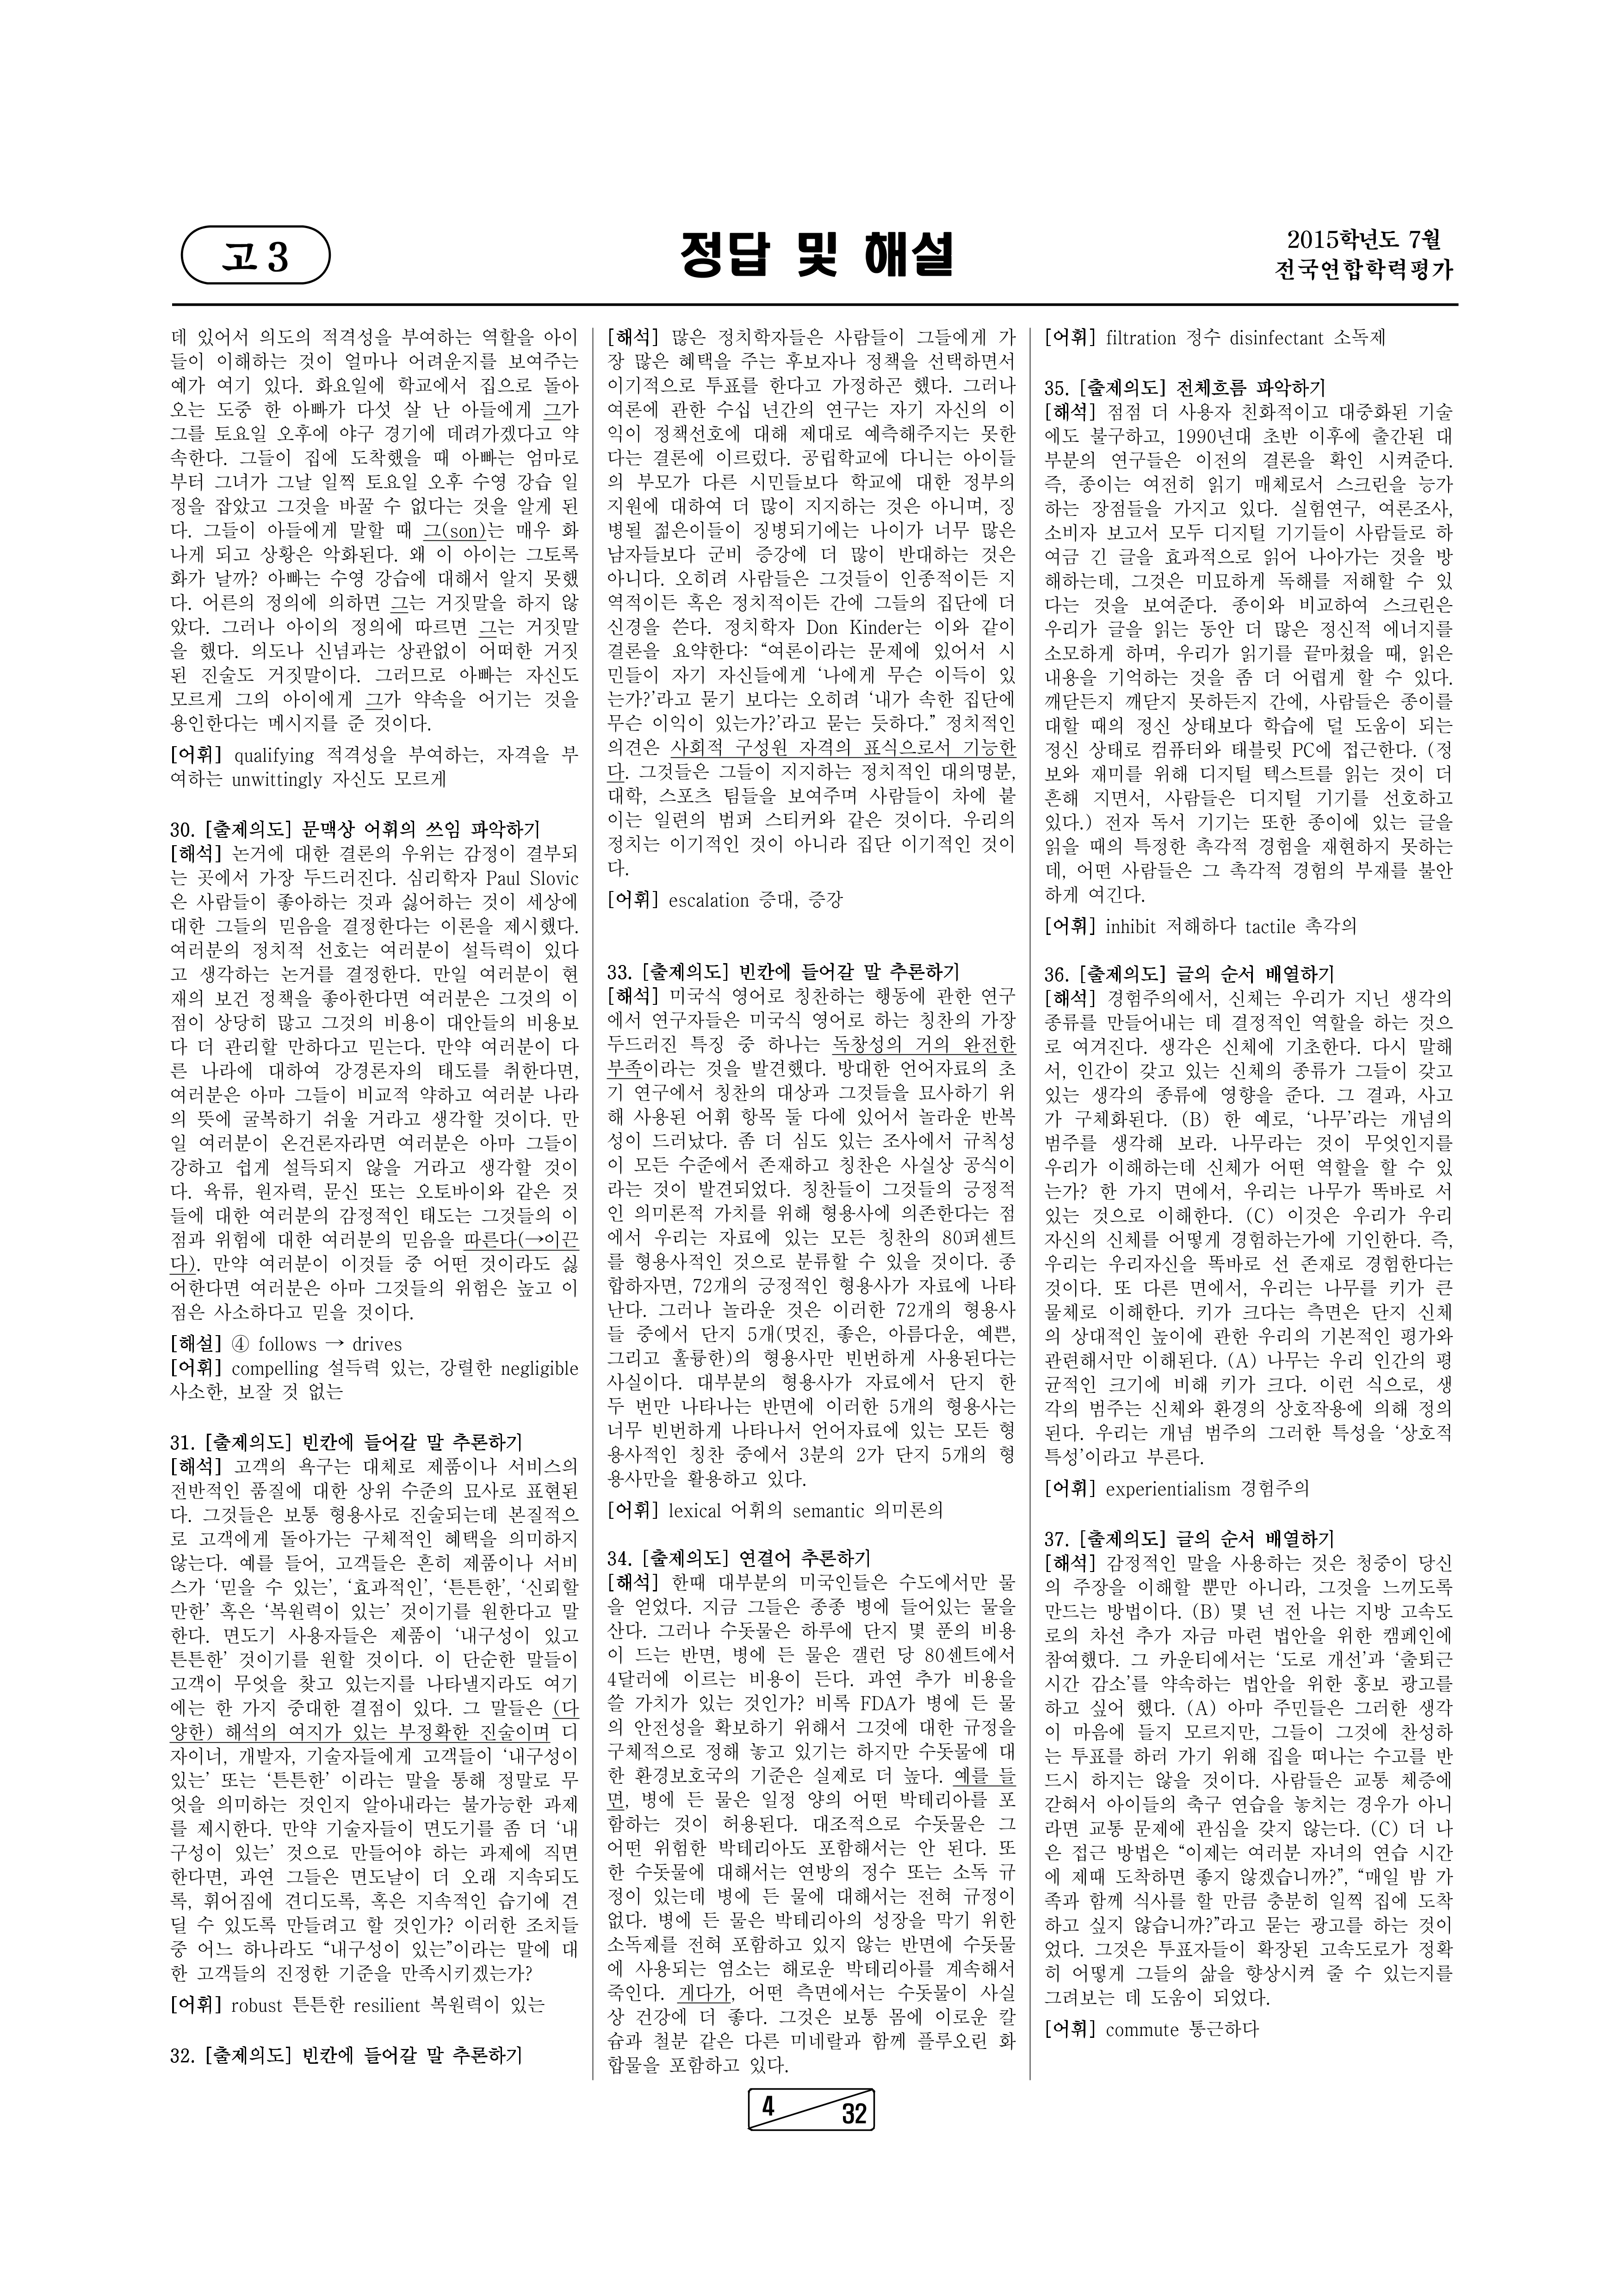 고 3
정답 및 해설
2015학년도 7월
전국연합학력평가
데 있어서 의도의 적격성을 부여하는 역할을 아이
들이 이해하는 것이 얼마나 어려운지를 보여주는
예가 여기 있다. 화요일에 학교에서 집으로 돌아
오는 도중 한 아빠가 다섯 살 난 아들에게 그가
그를 토요일 오후에 야구 경기에 데려가겠다고 약
속한다. 그들이 집에 도착했을 때 아빠는 엄마로
부터 그녀가 그날 일찍 토요일 오후 수영 강습 일
정을 잡았고 그것을 바꿀 수 없다는 것을 알게 된
다. 그들이 아들에게 말할 때 그(son)는 매우 화
나게 되고 상황은 악화된다. 왜 이 아이는 그토록
화가 날까? 아빠는 수영 강습에 대해서 알지 못했
다. 어른의 정의에 의하면 그는 거짓말을 하지 않
았다. 그러나 아이의 정의에 따르면 그는 거짓말
을 했다. 의도나 신념과는 상관없이 어떠한 거짓
된 진술도 거짓말이다. 그러므로 아빠는 자신도
모르게 그의 아이에게 그가 약속을 어기는 것을
용인한다는 메시지를 준 것이다.
[어휘] qualifying 적격성을 부여하는, 자격을 부
여하는 unwittingly 자신도 모르게
30. [출제의도] 문맥상 어휘의 쓰임 파악하기
[해석] 논거에 대한 결론의 우위는 감정이 결부되
는 곳에서 가장 두드러진다. 심리학자 Paul Slovic
은 사람들이 좋아하는 것과 싫어하는 것이 세상에
대한 그들의 믿음을 결정한다는 이론을 제시했다.
여러분의 정치적 선호는 여러분이 설득력이 있다
고 생각하는 논거를 결정한다. 만일 여러분이 현
재의 보건 정책을 좋아한다면 여러분은 그것의 이
점이 상당히 많고 그것의 비용이 대안들의 비용보
다 더 관리할 만하다고 믿는다. 만약 여러분이 다
른 나라에 대하여 강경론자의 태도를 취한다면,
여러분은 아마 그들이 비교적 약하고 여러분 나라
의 뜻에 굴복하기 쉬울 거라고 생각할 것이다. 만
일 여러분이 온건론자라면 여러분은 아마 그들이
강하고 쉽게 설득되지 않을 거라고 생각할 것이
다. 육류, 원자력, 문신 또는 오토바이와 같은 것
들에 대한 여러분의 감정적인 태도는 그것들의 이
점과 위험에 대한 여러분의 믿음을 따른다(→이끈
다). 만약 여러분이 이것들 중 어떤 것이라도 싫
어한다면 여러분은 아마 그것들의 위험은 높고 이
점은 사소하다고 믿을 것이다.
[해설] ④ follows → drives
[어휘] compelling 설득력 있는, 강렬한 negligible
사소한, 보잘 것 없는
31. [출제의도] 빈칸에 들어갈 말 추론하기
[해석] 고객의 욕구는 대체로 제품이나 서비스의
전반적인 품질에 대한 상위 수준의 묘사로 표현된
다. 그것들은 보통 형용사로 진술되는데 본질적으
로 고객에게 돌아가는 구체적인 혜택을 의미하지
않는다. 예를 들어, 고객들은 흔히 제품이나 서비
스가 ‘믿을 수 있는’, ‘효과적인’, ‘튼튼한’, ‘신뢰할
만한’ 혹은 ‘복원력이 있는’ 것이기를 원한다고 말
한다. 면도기 사용자들은 제품이 ‘내구성이 있고
튼튼한’ 것이기를 원할 것이다. 이 단순한 말들이
고객이 무엇을 찾고 있는지를 나타낼지라도 여기
에는 한 가지 중대한 결점이 있다. 그 말들은 (다
양한) 해석의 여지가 있는 부정확한 진술이며 디
자이너, 개발자, 기술자들에게 고객들이 ‘내구성이
있는’ 또는 ‘튼튼한’ 이라는 말을 통해 정말로 무
엇을 의미하는 것인지 알아내라는 불가능한 과제
를 제시한다. 만약 기술자들이 면도기를 좀 더 ‘내
구성이 있는’ 것으로 만들어야 하는 과제에 직면
한다면, 과연 그들은 면도날이 더 오래 지속되도
록, 휘어짐에 견디도록, 혹은 지속적인 습기에 견
딜 수 있도록 만들려고 할 것인가? 이러한 조치들
중 어느 하나라도 “내구성이 있는”이라는 말에 대
한 고객들의 진정한 기준을 만족시키겠는가?
[어휘] robust 튼튼한 resilient 복원력이 있는
32. [출제의도] 빈칸에 들어갈 말 추론하기
[해석] 많은 정치학자들은 사람들이 그들에게 가
장 많은 혜택을 주는 후보자나 정책을 선택하면서
이기적으로 투표를 한다고 가정하곤 했다. 그러나
여론에 관한 수십 년간의 연구는 자기 자신의 이
익이 정책선호에 대해 제대로 예측해주지는 못한
다는 결론에 이르렀다. 공립학교에 다니는 아이들
의 부모가 다른 시민들보다 학교에 대한 정부의
지원에 대하여 더 많이 지지하는 것은 아니며, 징
병될 젊은이들이 징병되기에는 나이가 너무 많은
남자들보다 군비 증강에 더 많이 반대하는 것은
아니다. 오히려 사람들은 그것들이 인종적이든 지
역적이든 혹은 정치적이든 간에 그들의 집단에 더
신경을 쓴다. 정치학자 Don Kinder는 이와 같이
결론을 요약한다: “여론이라는 문제에 있어서 시
민들이 자기 자신들에게 ‘나에게 무슨 이득이 있
는가?’라고 묻기 보다는 오히려 ‘내가 속한 집단에
무슨 이익이 있는가?’라고 묻는 듯하다.” 정치적인
의견은 사회적 구성원 자격의 표식으로서 기능한
다. 그것들은 그들이 지지하는 정치적인 대의명분,
대학, 스포츠 팀들을 보여주며 사람들이 차에 붙
이는 일련의 범퍼 스티커와 같은 것이다. 우리의
정치는 이기적인 것이 아니라 집단 이기적인 것이
다.
[어휘] escalation 증대, 증강
33. [출제의도] 빈칸에 들어갈 말 추론하기
[해석] 미국식 영어로 칭찬하는 행동에 관한 연구
에서 연구자들은 미국식 영어로 하는 칭찬의 가장
두드러진 특징 중 하나는 독창성의 거의 완전한
부족이라는 것을 발견했다. 방대한 언어자료의 초
기 연구에서 칭찬의 대상과 그것들을 묘사하기 위
해 사용된 어휘 항목 둘 다에 있어서 놀라운 반복
성이 드러났다. 좀 더 심도 있는 조사에서 규칙성
이 모든 수준에서 존재하고 칭찬은 사실상 공식이
라는 것이 발견되었다. 칭찬들이 그것들의 긍정적
인 의미론적 가치를 위해 형용사에 의존한다는 점
에서 우리는 자료에 있는 모든 칭찬의 80퍼센트
를 형용사적인 것으로 분류할 수 있을 것이다. 종
합하자면, 72개의 긍정적인 형용사가 자료에 나타
난다. 그러나 놀라운 것은 이러한 72개의 형용사
들 중에서 단지 5개(멋진, 좋은, 아름다운, 예쁜,
그리고 훌륭한)의 형용사만 빈번하게 사용된다는
사실이다. 대부분의 형용사가 자료에서 단지 한
두 번만 나타나는 반면에 이러한 5개의 형용사는
너무 빈번하게 나타나서 언어자료에 있는 모든 형
용사적인 칭찬 중에서 3분의 2가 단지 5개의 형
용사만을 활용하고 있다.
[어휘] lexical 어휘의 semantic 의미론의
34. [출제의도] 연결어 추론하기
[해석] 한때 대부분의 미국인들은 수도에서만 물
을 얻었다. 지금 그들은 종종 병에 들어있는 물을
산다. 그러나 수돗물은 하루에 단지 몇 푼의 비용
이 드는 반면, 병에 든 물은 갤런 당 80센트에서
4달러에 이르는 비용이 든다. 과연 추가 비용을
쓸 가치가 있는 것인가? 비록 FDA가 병에 든 물
의 안전성을 확보하기 위해서 그것에 대한 규정을
구체적으로 정해 놓고 있기는 하지만 수돗물에 대
한 환경보호국의 기준은 실제로 더 높다. 예를 들
면, 병에 든 물은 일정 양의 어떤 박테리아를 포
함하는 것이 허용된다. 대조적으로 수돗물은 그
어떤 위험한 박테리아도 포함해서는 안 된다. 또
한 수돗물에 대해서는 연방의 정수 또는 소독 규
정이 있는데 병에 든 물에 대해서는 전혀 규정이
없다. 병에 든 물은 박테리아의 성장을 막기 위한
소독제를 전혀 포함하고 있지 않는 반면에 수돗물
에 사용되는 염소는 해로운 박테리아를 계속해서
죽인다. 게다가, 어떤 측면에서는 수돗물이 사실
상 건강에 더 좋다. 그것은 보통 몸에 이로운 칼
슘과 철분 같은 다른 미네랄과 함께 플루오린 화
합물을 포함하고 있다.
[어휘] filtration 정수 disinfectant 소독제
35. [출제의도] 전체흐름 파악하기
[해석] 점점 더 사용자 친화적이고 대중화된 기술
에도 불구하고, 1990년대 초반 이후에 출간된 대
부분의 연구들은 이전의 결론을 확인 시켜준다.
즉, 종이는 여전히 읽기 매체로서 스크린을 능가
하는 장점들을 가지고 있다. 실험연구, 여론조사,
소비자 보고서 모두 디지털 기기들이 사람들로 하
여금 긴 글을 효과적으로 읽어 나아가는 것을 방
해하는데, 그것은 미묘하게 독해를 저해할 수 있
다는 것을 보여준다. 종이와 비교하여 스크린은
우리가 글을 읽는 동안 더 많은 정신적 에너지를
소모하게 하며, 우리가 읽기를 끝마쳤을 때, 읽은
내용을 기억하는 것을 좀 더 어렵게 할 수 있다.
깨닫든지 깨닫지 못하든지 간에, 사람들은 종이를
대할 때의 정신 상태보다 학습에 덜 도움이 되는
정신 상태로 컴퓨터와 태블릿 PC에 접근한다. (정
보와 재미를 위해 디지털 텍스트를 읽는 것이 더
흔해 지면서, 사람들은 디지털 기기를 선호하고
있다.) 전자 독서 기기는 또한 종이에 있는 글을
읽을 때의 특정한 촉각적 경험을 재현하지 못하는
데, 어떤 사람들은 그 촉각적 경험의 부재를 불안
하게 여긴다.
[어휘] inhibit 저해하다 tactile 촉각의
36. [출제의도] 글의 순서 배열하기
[해석] 경험주의에서, 신체는 우리가 지닌 생각의
종류를 만들어내는 데 결정적인 역할을 하는 것으
로 여겨진다. 생각은 신체에 기초한다. 다시 말해
서, 인간이 갖고 있는 신체의 종류가 그들이 갖고
있는 생각의 종류에 영향을 준다. 그 결과, 사고
가 구체화된다. (B) 한 예로, ‘나무’라는 개념의
범주를 생각해 보라. 나무라는 것이 무엇인지를
우리가 이해하는데 신체가 어떤 역할을 할 수 있
는가? 한 가지 면에서, 우리는 나무가 똑바로 서
있는 것으로 이해한다. (C) 이것은 우리가 우리
자신의 신체를 어떻게 경험하는가에 기인한다. 즉,
우리는 우리자신을 똑바로 선 존재로 경험한다는
것이다. 또 다른 면에서, 우리는 나무를 키가 큰
물체로 이해한다. 키가 크다는 측면은 단지 신체
의 상대적인 높이에 관한 우리의 기본적인 평가와
관련해서만 이해된다. (A) 나무는 우리 인간의 평
균적인 크기에 비해 키가 크다. 이런 식으로, 생
각의 범주는 신체와 환경의 상호작용에 의해 정의
된다. 우리는 개념 범주의 그러한 특성을 ‘상호적
특성’이라고 부른다.
[어휘] experientialism 경험주의
37. [출제의도] 글의 순서 배열하기
[해석] 감정적인 말을 사용하는 것은 청중이 당신
의 주장을 이해할 뿐만 아니라, 그것을 느끼도록
만드는 방법이다. (B) 몇 년 전 나는 지방 고속도
로의 차선 추가 자금 마련 법안을 위한 캠페인에
참여했다. 그 카운티에서는 ‘도로 개선’과 ‘출퇴근
시간 감소’를 약속하는 법안을 위한 홍보 광고를
하고 싶어 했다. (A) 아마 주민들은 그러한 생각
이 마음에 들지 모르지만, 그들이 그것에 찬성하
는 투표를 하러 가기 위해 집을 떠나는 수고를 반
드시 하지는 않을 것이다. 사람들은 교통 체증에
갇혀서 아이들의 축구 연습을 놓치는 경우가 아니
라면 교통 문제에 관심을 갖지 않는다. (C) 더 나
은 접근 방법은 “이제는 여러분 자녀의 연습 시간
에 제때 도착하면 좋지 않겠습니까?”, “매일 밤 가
족과 함께 식사를 할 만큼 충분히 일찍 집에 도착
하고 싶지 않습니까?”라고 묻는 광고를 하는 것이
었다. 그것은 투표자들이 확장된 고속도로가 정확
히 어떻게 그들의 삶을 향상시켜 줄 수 있는지를
그려보는 데 도움이 되었다.
[어휘] commute 통근하다
4
32